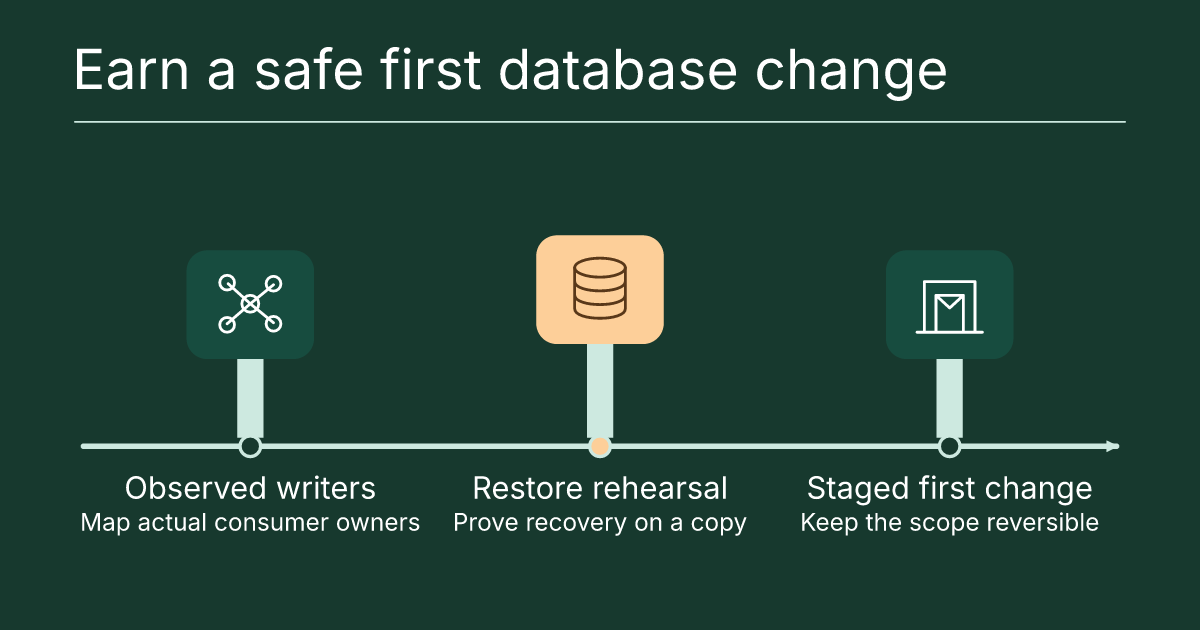 Earn a safe first database change
Observed writers
Map actual consumer owners
Restore rehearsal
Prove recovery on a copy
Staged first change
Keep the scope reversible